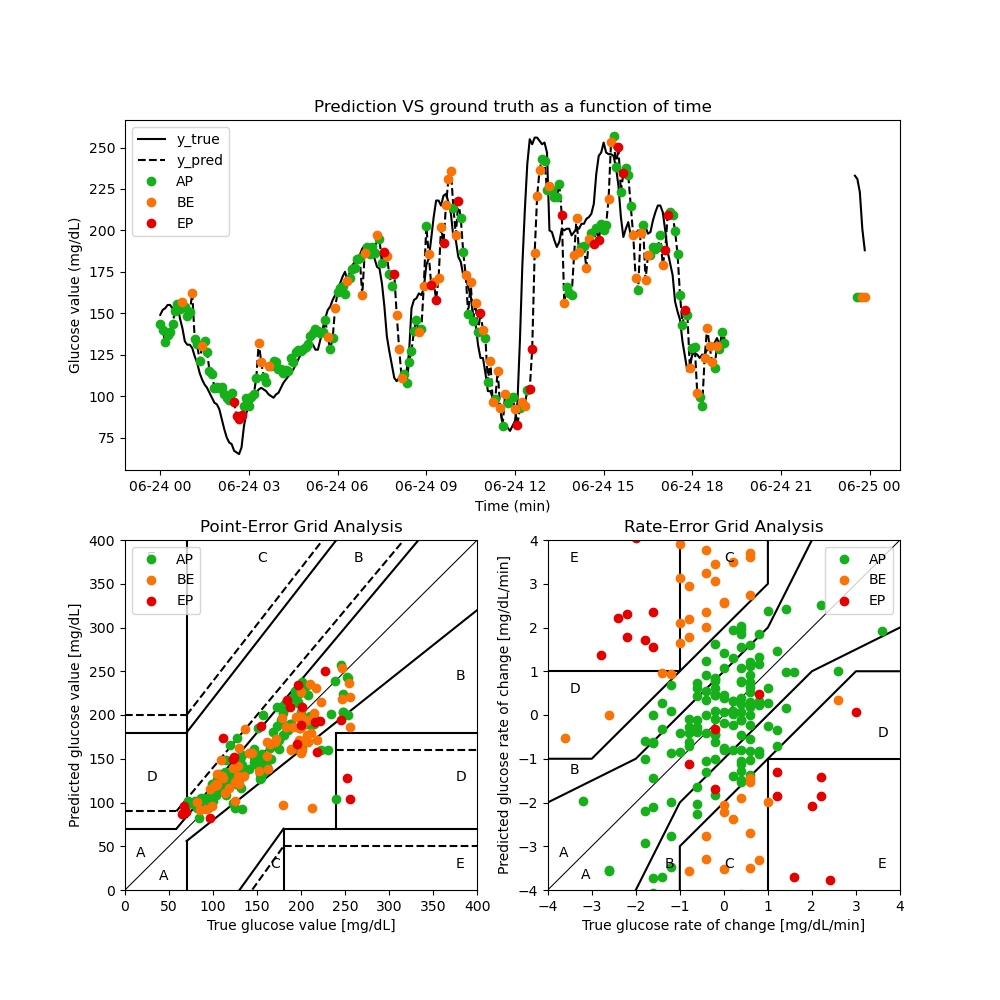 Prediction VS ground truth as a function of time
y_true
y_pred
AP
BE
EP
Glucose value (mg/dL)
250
225
200
175
150
125
100
75
06-24 00 06-24 03 06-24 06 06-24 09 06-24 12 06-24 15 06-24 18 06-24 21 06-25 00
Time (min)
Point-Error Grid Analysis
AP
BE
EP
C
B
B
D
D
A
A
C
E
Predicted glucose value [mg/dL]
400
350
300
250
200
150
100
50
0
0 50 100 150 200 250 300 350 400
True glucose value [mg/dL]
Rate-Error Grid Analysis
AP
BE
EP
E
C
D
D
B
A
A
B
C
E
Predicted glucose rate of change [mg/dL/min]
4
3
2
1
0
−1
−2
−3
−4
−4 −3 −2 −1 0 1 2 3 4
True glucose rate of change [mg/dL/min]